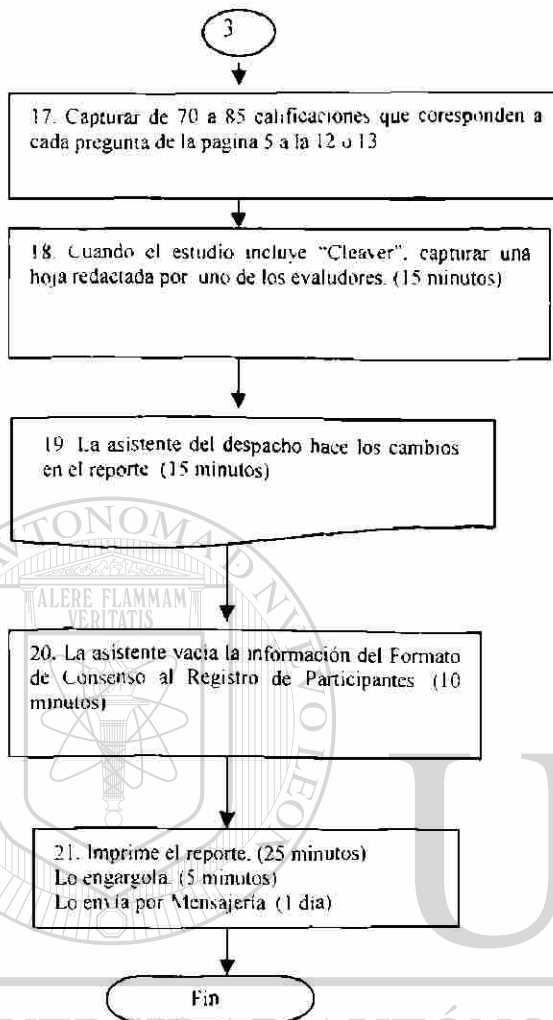 3
17. Capturar de 70 a 85 calificaciones que coresponden a
cada pregunta de la pagina 5 a la 12 o 13
18. Cuando el estudio incluye "Cleaver", capturar una
hoja redactada por uno de los evaludores. (15 minutos)
19 La asistente del despacho hace los cambios
en el reporte (15 minutos)
TONOMA
ALERE FLAMMAM
VERITATIS
20. La asistente vacia la información del Formato
de Consenso al Registro de Participantes (10
minutos)
21. Imprime el reporte. (25 minutos)
Lo engargola. (5 minutos)
Lo envía por Mensajería (1 dia)
Fin
U